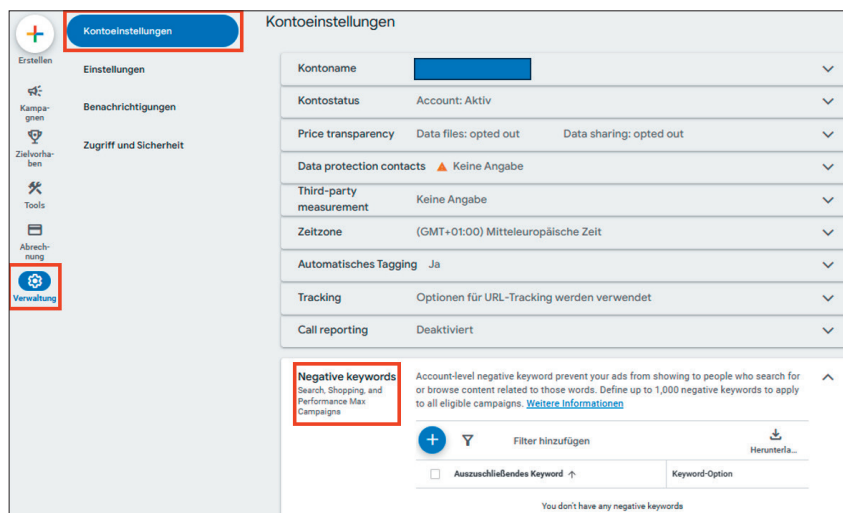 Kontoeinstellungen
Erstellen
Kampa-
gnen
Zielvorha-
ben
Tools
Abrech-
nung
Verwaltung
Kontoeinstellungen
Einstellungen
Benachrichtigungen
Zugriff und Sicherheit
Kontoname
Kontostatus Account: Aktiv
Price transparency Data files: opted out Data sharing: opted out
Data protection contacts Keine Angabe
Third-party
measurement Keine Angabe
Zeitzone (GMT+01:00) Mitteleuropäische Zeit
Automatisches Tagging Ja
Tracking Optionen für URL-Tracking werden verwendet
Call reporting Deaktiviert
Negative keywords
Search, Shopping, and
Performance Max
Campaigns
Account-level negative keyword prevent your ads from showing to people who search for
or browse content related to those words. Define up to 1,000 negative keywords to apply
to all eligible campaigns. Weitere Informationen
Filter hinzufügen
Herunterla...
Auszuschließendes Keyword Keyword-Option
You don't have any negative keywords